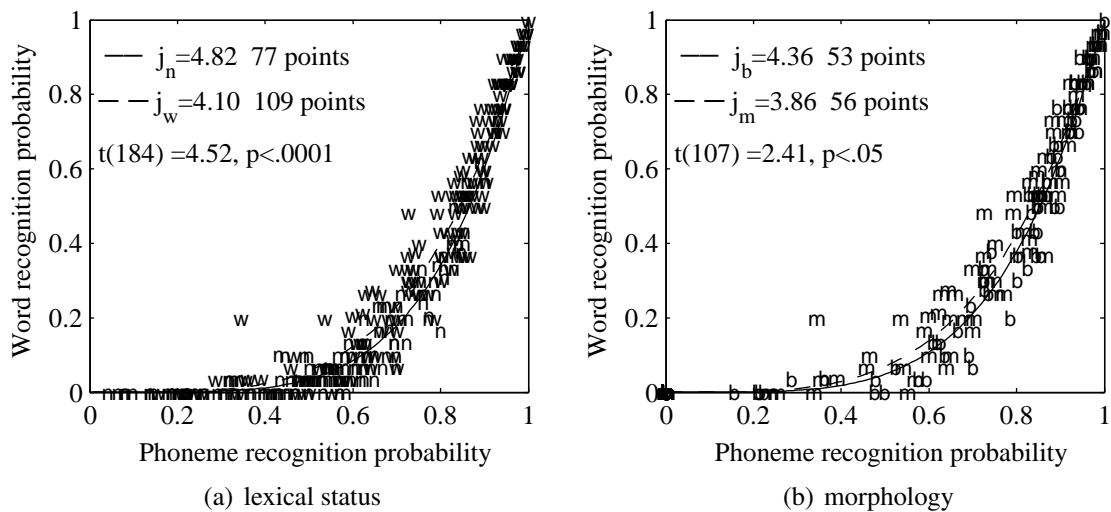 j_n=4.82 77 points
j_w=4.10 109 points
t(184) =4.52, p<.0001
Word recognition probability
1
0.8
0.6
0.4
0.2
0
0 0.2 0.4 0.6 0.8 1
Phoneme recognition probability
(a) lexical status
j_b=4.36 53 points
j_m=3.86 56 points
t(107) =2.41, p<.05
Word recognition probability
1
0.8
0.6
0.4
0.2
0
0 0.2 0.4 0.6 0.8 1
Phoneme recognition probability
(b) morphology